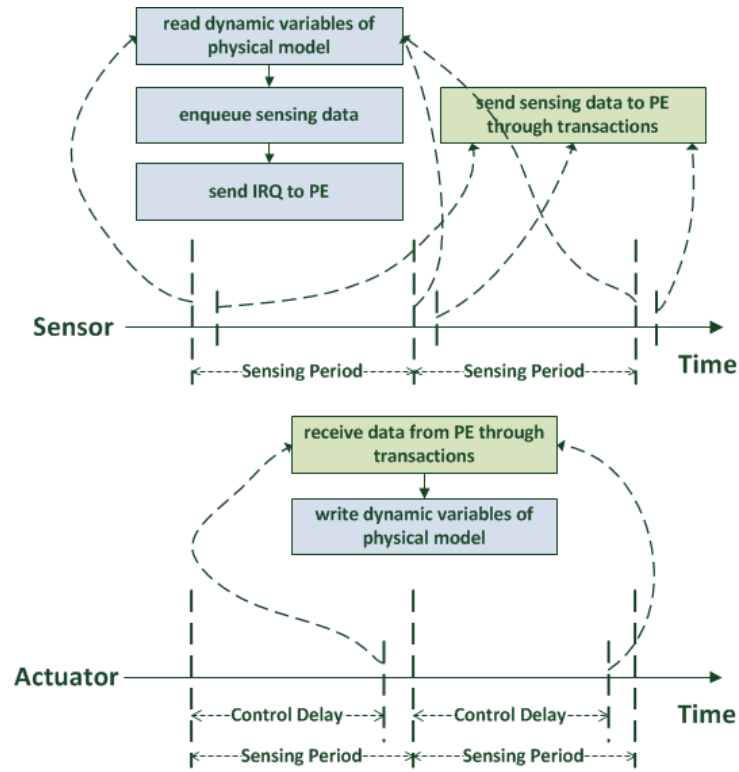 read dynamic variables of
physical model
enqueue sensing data
send sensing data to PE
through transactions
send IRQ to PE
Sensor
Time
Sensing Period
Sensing Period
receive data from PE through
transactions
write dynamic variables of
physical model
Actuator
Time
Control Delay
Control Delay
Sensing Period
Sensing Period